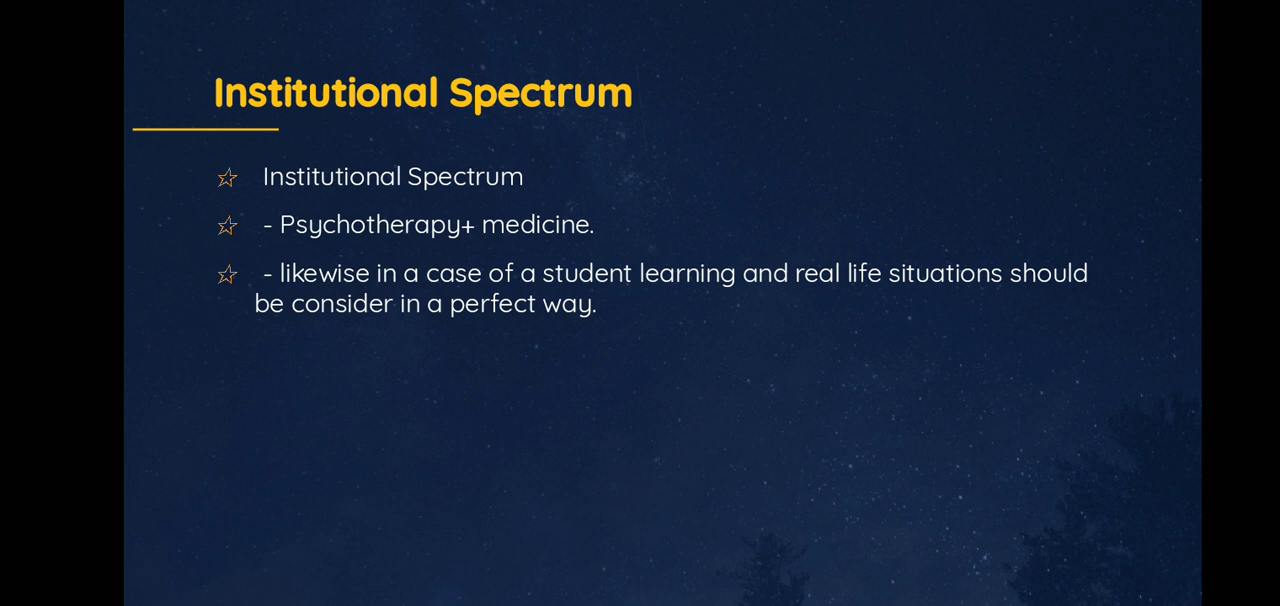 Institutional Spectrum
☆ Institutional Spectrum
☆ - Psychotherapy+ medicine.
☆ - likewise in a case of a student learning and real life situations should
be consider in a perfect way.